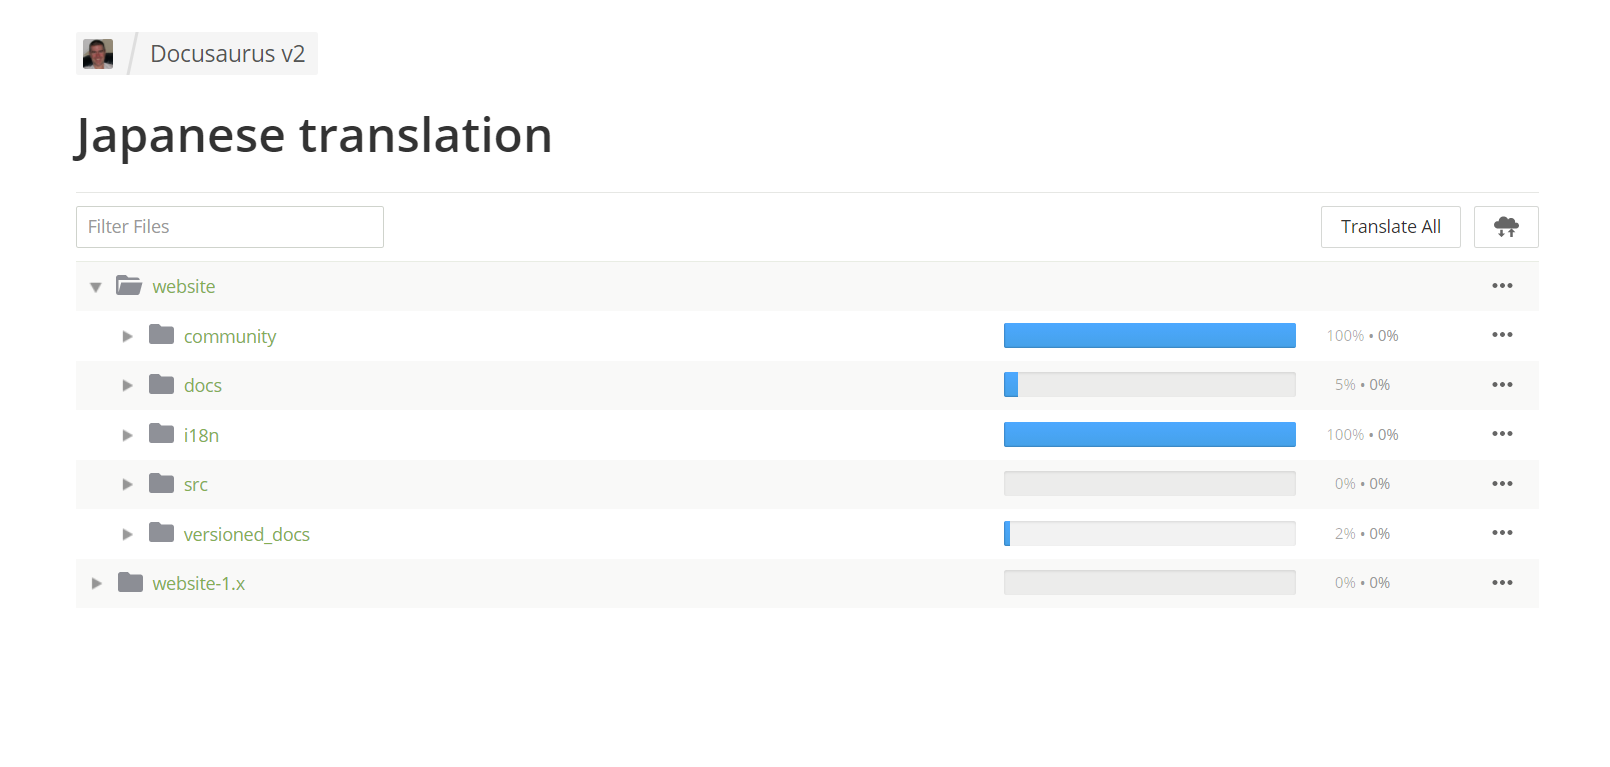 Docusaurus v2
Japanese translation
Filter Files
Translate All
website
community 100% • 0%
docs 5% • 0%
i18n 100% • 0%
src 0% • 0%
versioned_docs 2% • 0%
website-1.x 0% • 0%